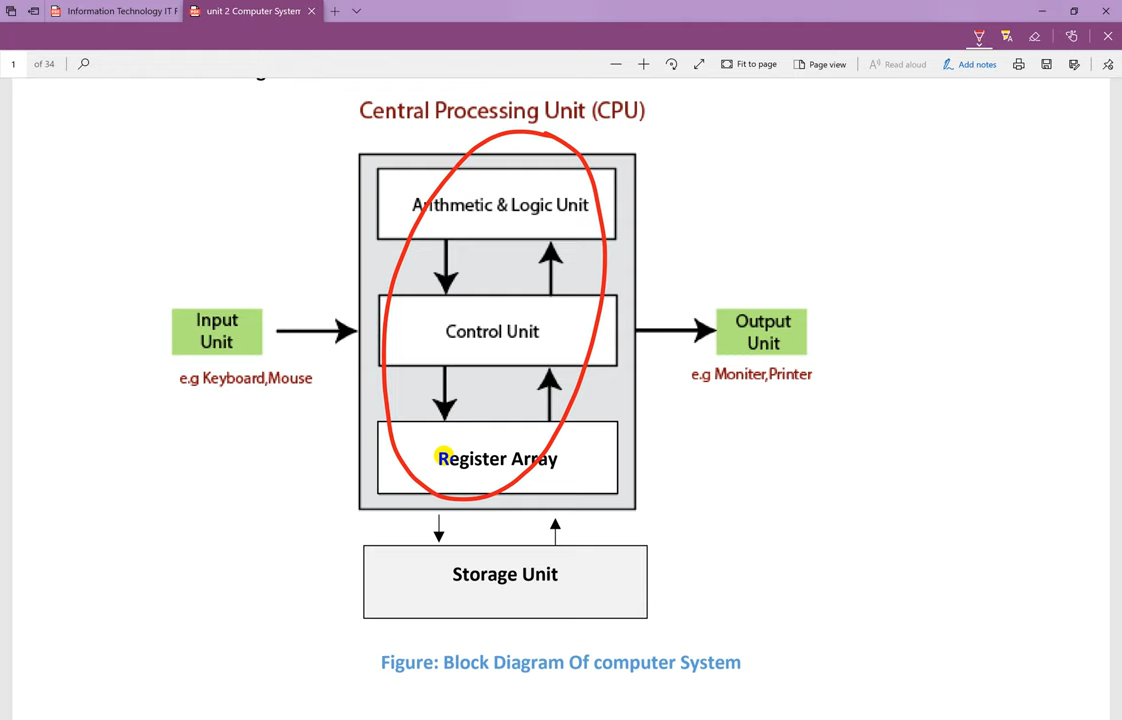 Information Technology IT F
unit 2 Computer System
1 of 34
Fit to page
Page view
Read aloud
Add notes
Central Processing Unit (CPU)
Arithmetic & Logic Unit
Control Unit
Input
Unit
e.g Keyboard,Mouse
Output
Unit
e.g Moniter,Printer
Register Array
Storage Unit
Figure: Block Diagram Of computer System